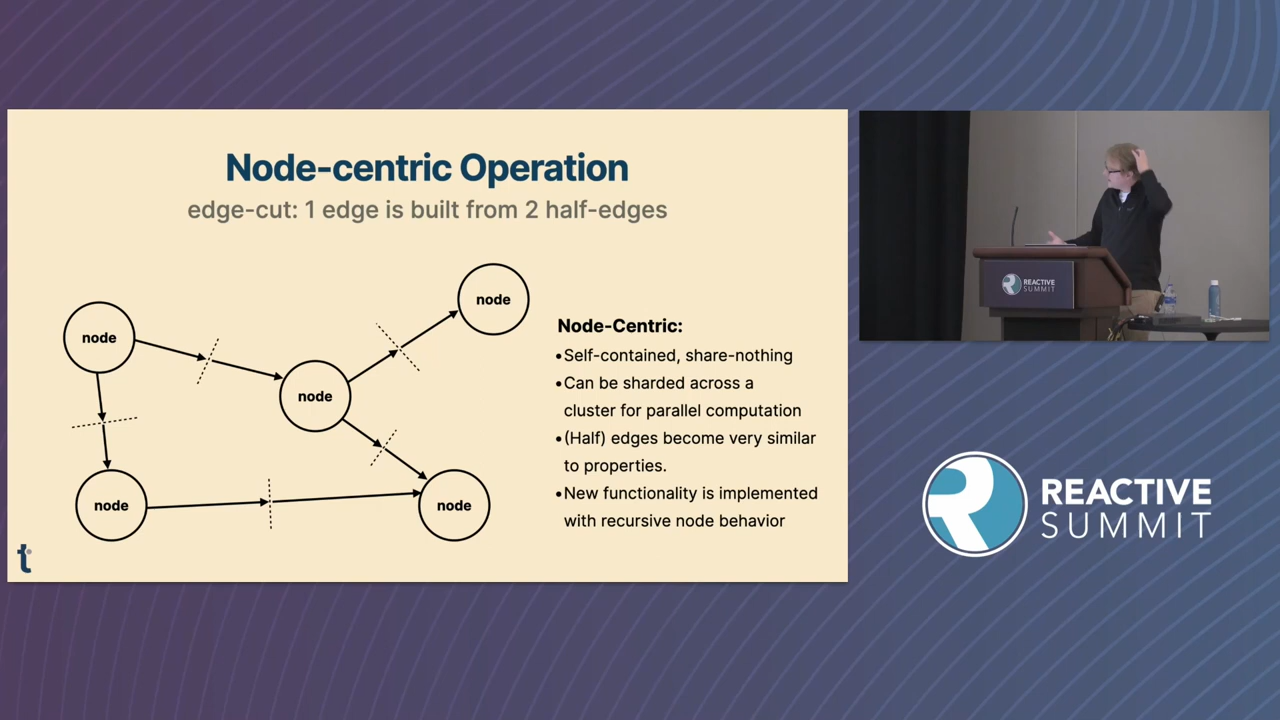 Node-centric Operation
edge-cut: 1 edge is built from 2 half-edges
node
node
node
node
node
Node-Centric:
•Self-contained, share-nothing
•Can be sharded across a
cluster for parallel computation
•(Half) edges become very similar
to properties.
•New functionality is implemented
with recursive node behavior
t
REACTIVE
SUMMIT
REACTIVE
SUMMIT